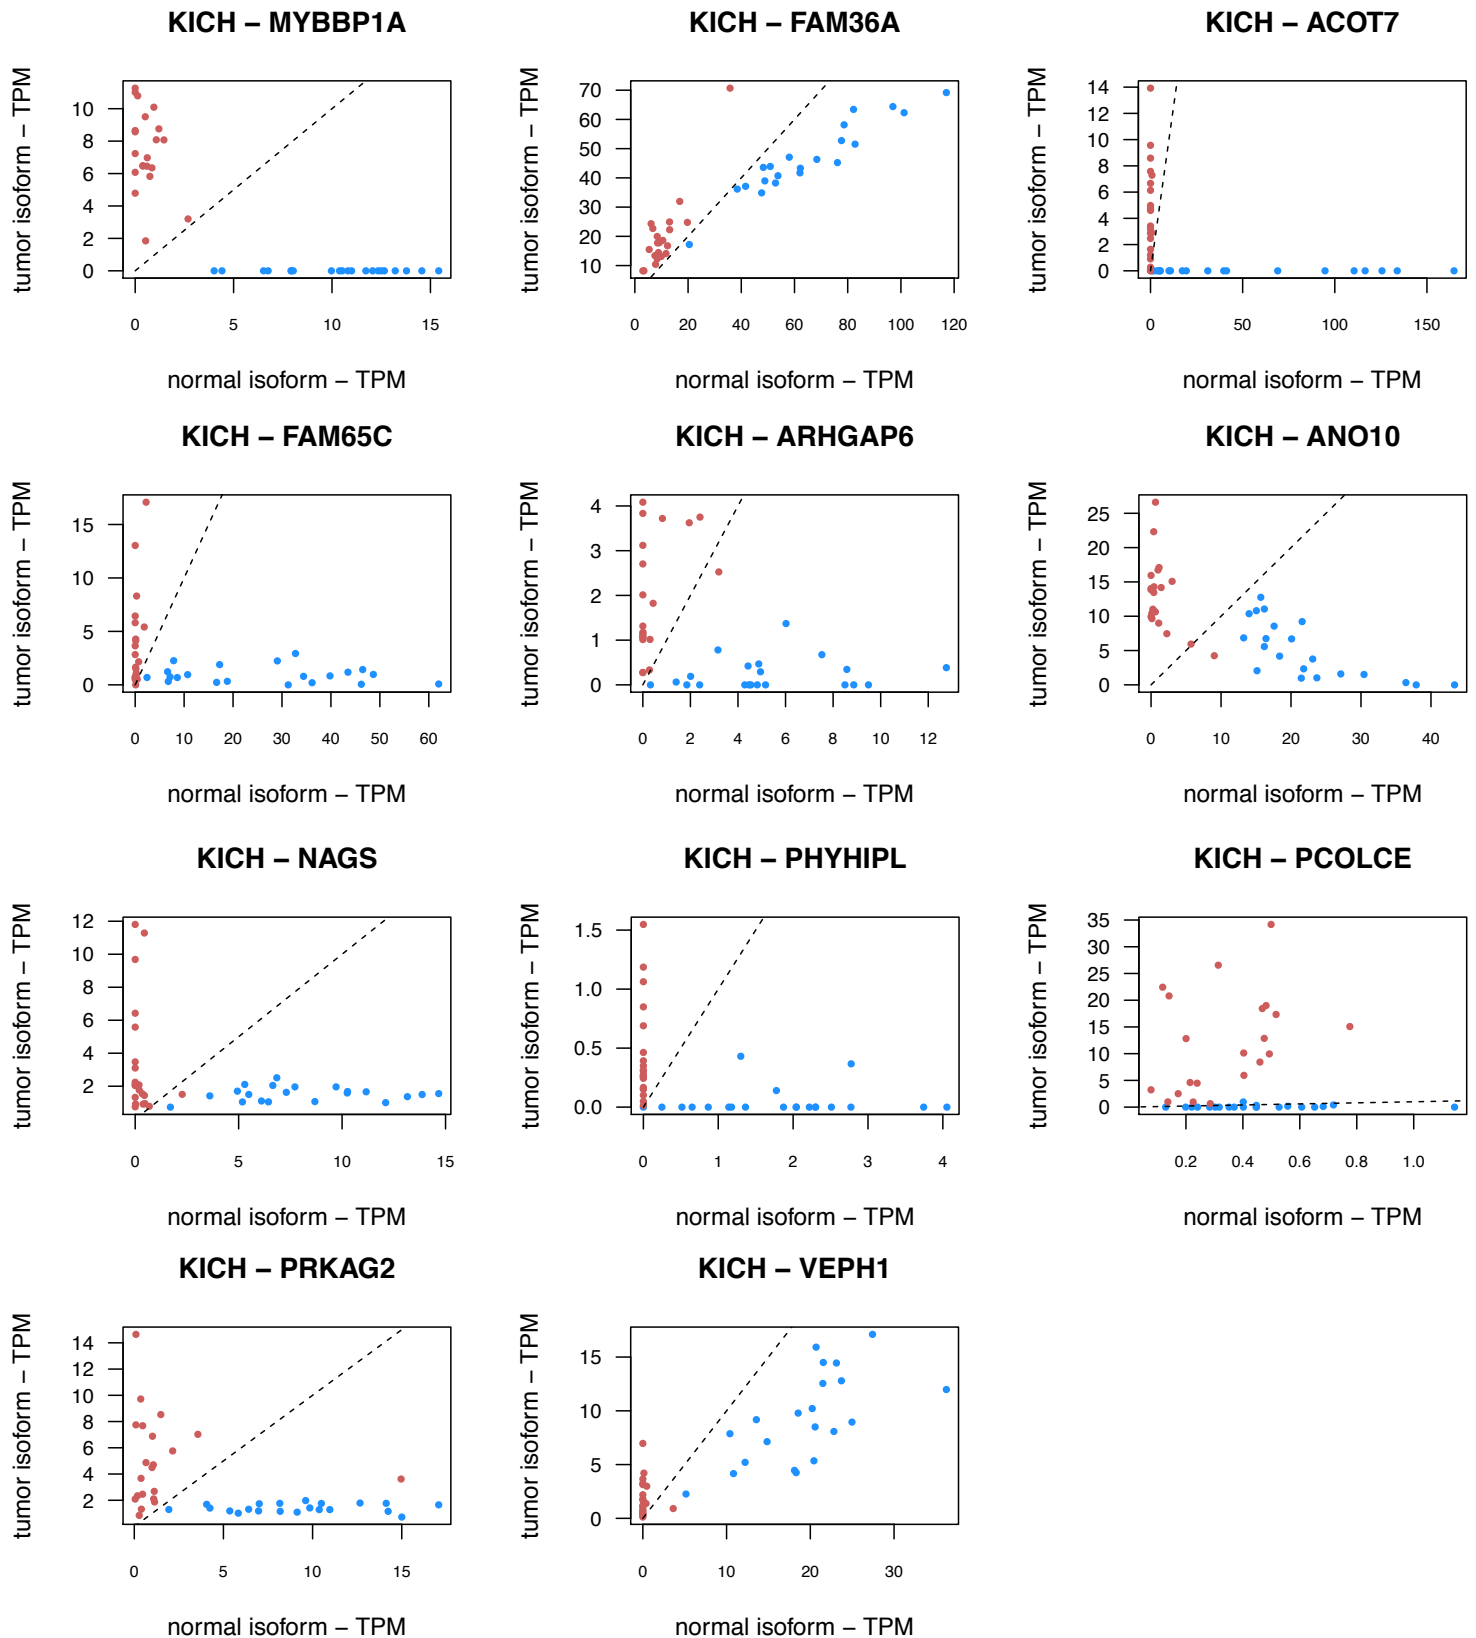 KICH – MYBBP1A
KICH – FAM36A
KICH – ACOT7
tumor isoform – TPM
10
8
6
4
2
0
0 5 10 15
normal isoform – TPM
tumor isoform – TPM
70
60
50
40
30
20
10
0 20 40 60 80 100 120
normal isoform – TPM
tumor isoform – TPM
14
12
10
8
6
4
2
0
0 50 100 150
normal isoform – TPM
KICH – FAM65C
KICH – ARHGAP6
KICH – ANO10
tumor isoform – TPM
15
10
5
0
0 10 20 30 40 50 60
normal isoform – TPM
tumor isoform – TPM
4
3
2
1
0
0 2 4 6 8 10 12
normal isoform – TPM
tumor isoform – TPM
25
20
15
10
5
0
0 10 20 30 40
normal isoform – TPM
KICH – NAGS
KICH – PHYHIPL
KICH – PCOLCE
tumor isoform – TPM
12
10
8
6
4
2
0 5 10 15
normal isoform – TPM
tumor isoform – TPM
1.5
1.0
0.5
0.0
0 1 2 3 4
normal isoform – TPM
tumor isoform – TPM
35
30
25
20
15
10
5
0
0.2 0.4 0.6 0.8 1.0
normal isoform – TPM
KICH – PRKAG2
KICH – VEPH1
tumor isoform – TPM
14
12
10
8
6
4
2
0 5 10 15
normal isoform – TPM
tumor isoform – TPM
15
10
5
0
0 10 20 30
normal isoform – TPM